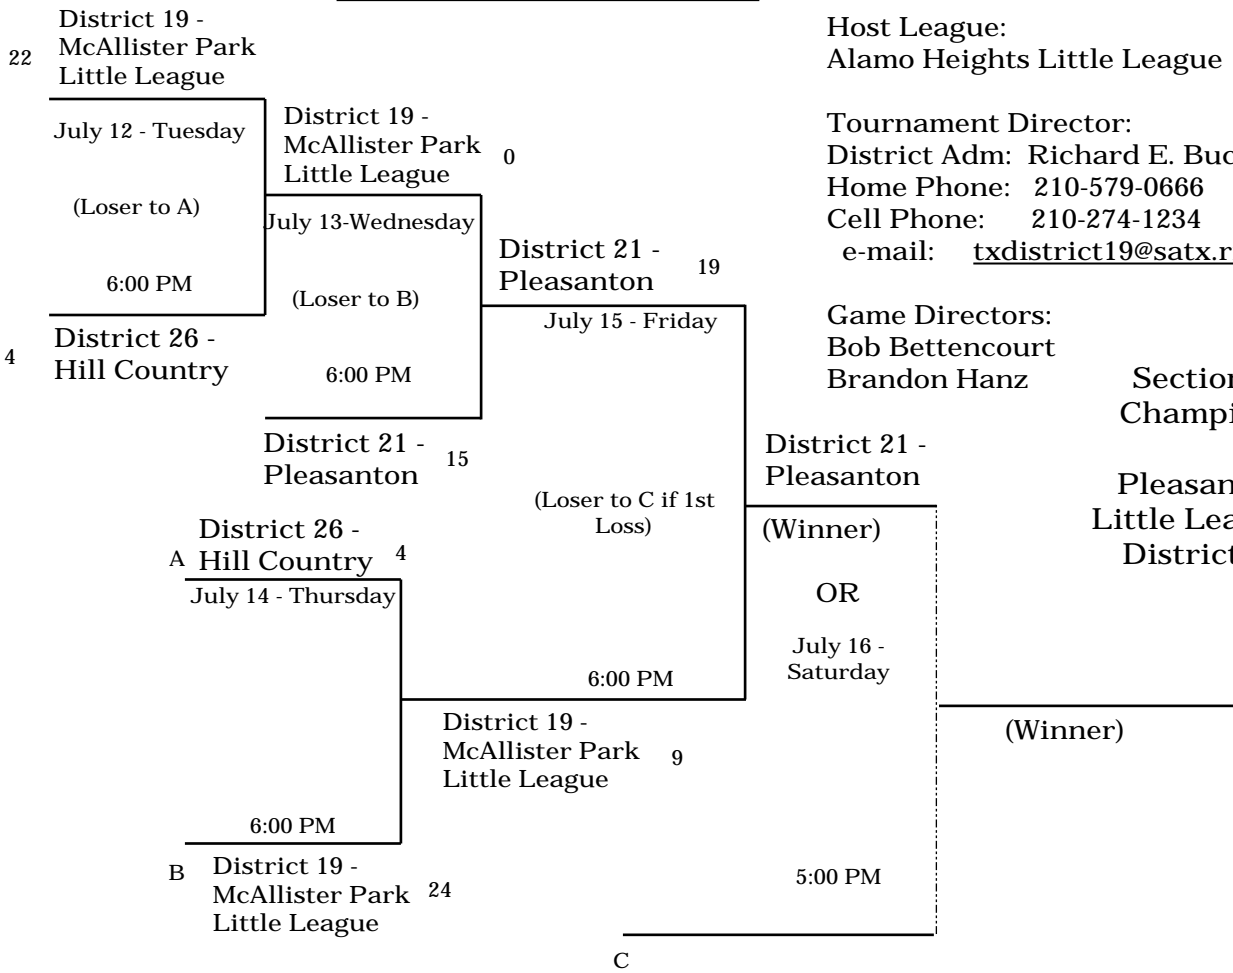 District 19 -
McAllister Park
Little League
22
July 12 - Tuesday
(Loser to A)
6:00 PM
District 26 -
Hill Country
4
District 19 -
McAllister Park
Little League
0
July 13-Wednesday
(Loser to B)
6:00 PM
District 21 -
Pleasanton
15
District 21 -
Pleasanton
19
July 15 - Friday
(Loser to C if 1st
Loss)
6:00 PM
A
District 26 -
Hill Country
4
July 14 - Thursday
6:00 PM
B
District 19 -
McAllister Park
Little League
24
District 19 -
McAllister Park
Little League
9
Host League:
Alamo Heights Little League
Tournament Director:
District Adm: Richard E.
Home Phone: 210-579-0666
Cell Phone: 210-274-1234
e-mail: txdistrict19@satx.r
Game Directors:
Bob Bettencourt
Brandon Hanz
District 21 -
Pleasanton
(Winner)
OR
July 16 -
Saturday
5:00 PM
C
(Winner)
Section
Champi
Pleasan
Little Lea
District